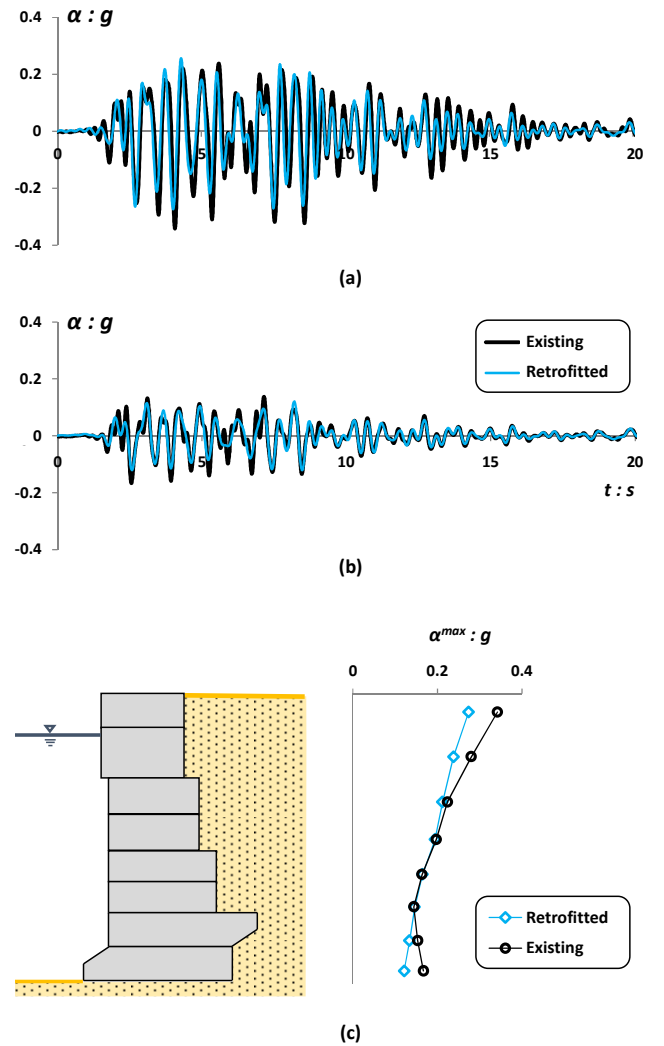 α : g
0.4
0.2
0
-0.2
-0.4
0 5 10 15 20
(a)
α : g
0.4
0.2
0
-0.2
-0.4
0 5 10 15 20
t : s
Existing
Retrofitted
(b)
α^max : g
0 0.2 0.4
Retrofitted
Existing
(c)